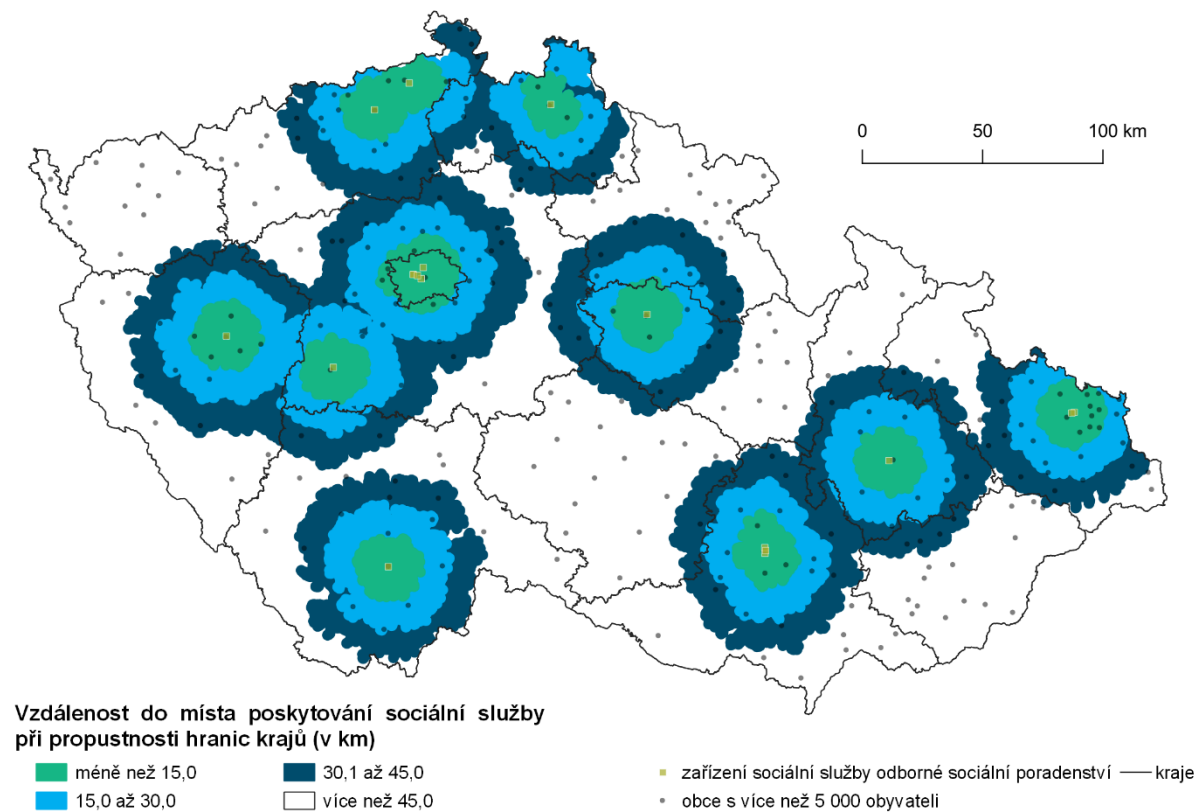 0 50 100 km
Vzdálenost do místa poskytování sociální služby
při propustnosti hranic krajů (v km)
méně než 15,0
30,1 až 45,0
zařízení sociální služby odborné sociální poradenství
kraje
15,0 až 30,0
více než 45,0
obce s více než 5 000 obyvateli